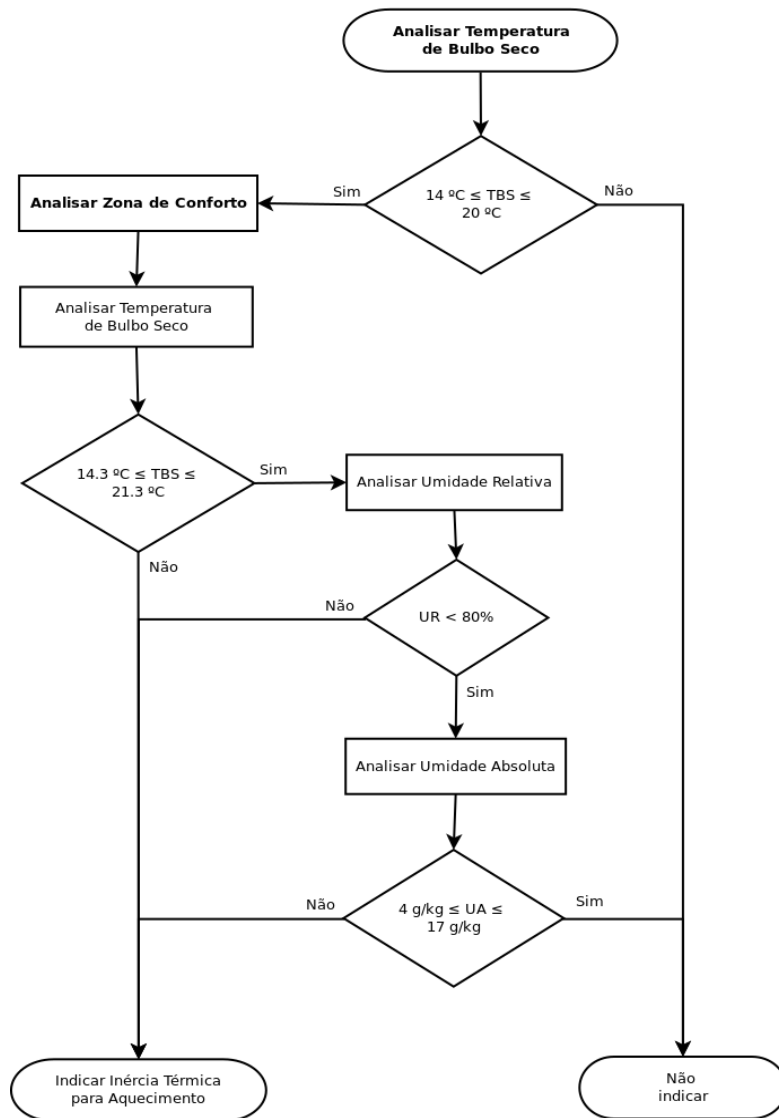 Analisar Temperatura
de Bulbo Seco
14 ºC ≤ TBS ≤
20 ºC
Sim
Não
Analisar Zona de Conforto
Analisar Temperatura
de Bulbo Seco
14.3 ºC ≤ TBS ≤
21.3 ºC
Sim
Não
Analisar Umidade Relativa
UR < 80%
Não
Sim
Analisar Umidade Absoluta
4 g/kg ≤ UA ≤
17 g/kg
Não
Sim
Indicar Inércia Térmica
para Aquecimento
Não
indicar